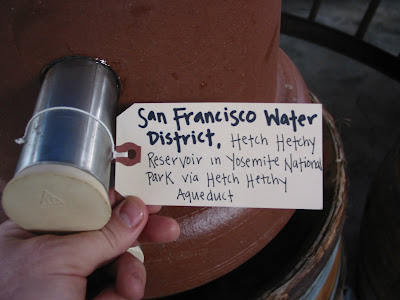 San Francisco Water
District, Hetch Hetchy
Reservoir in Yosemite National
Park via Hetch Hetchy
Aqueduct